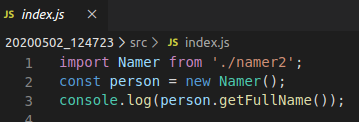 JS index.js ×
20200502_124723 > src > JS index.js
1 import Namer from './namer2';
2 const person = new Namer();
3 console.log(person.getFullName());